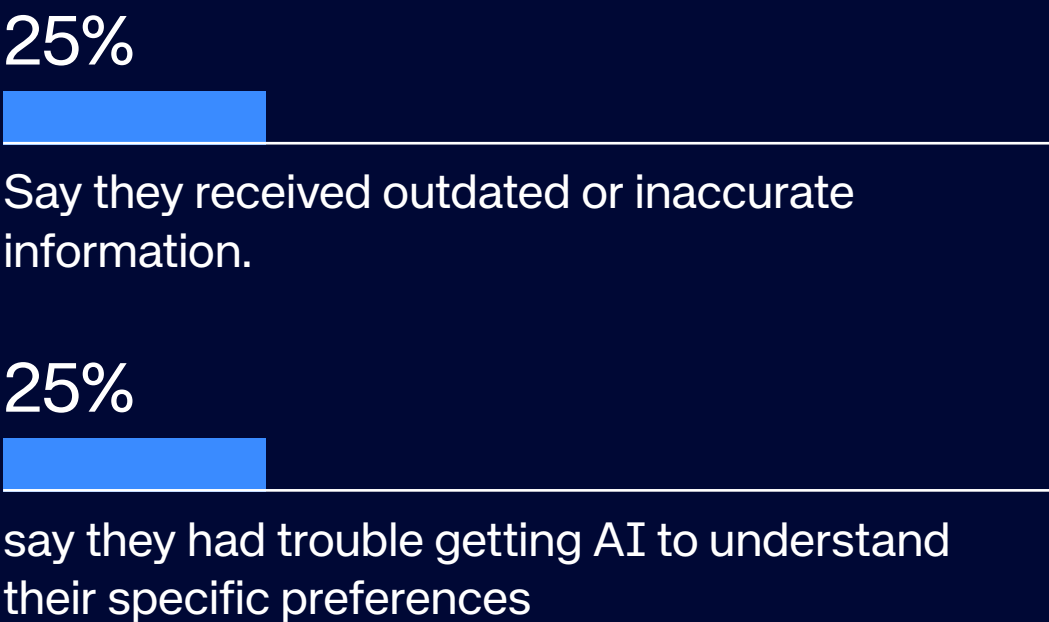 25%
Say they received outdated or inaccurate
information.
25%
say they had trouble getting AI to understand
their specific preferences